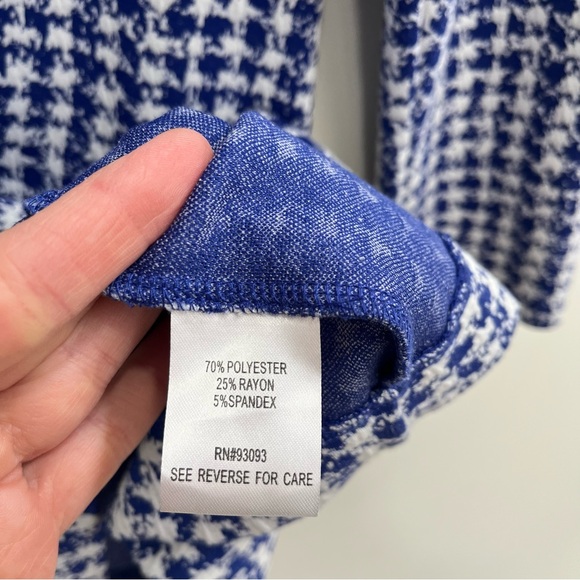 70% POLYESTER
25% RAYON
5%SPANDEX
RN#93093
SEE REVERSE FOR CARE